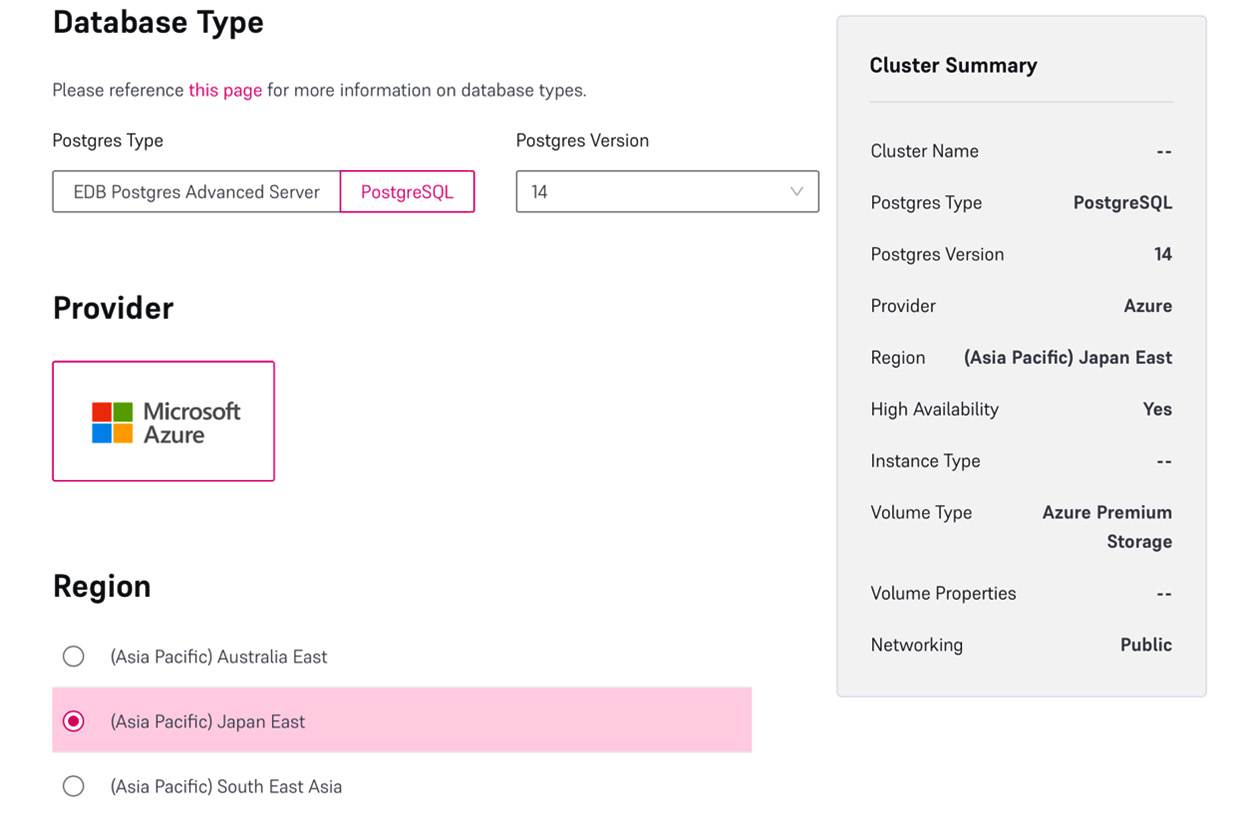 Database Type
Please reference this page for more information on database types.
Postgres Type
Postgres Version
EDB Postgres Advanced Server
PostgreSQL
14
Provider
Microsoft
Azure
Region
(Asia Pacific) Australia East
(Asia Pacific) Japan East
(Asia Pacific) South East Asia
Cluster Summary
Cluster Name --
Postgres Type PostgreSQL
Postgres Version 14
Provider Azure
Region (Asia Pacific) Japan East
High Availability Yes
Instance Type --
Volume Type Azure Premium
Storage
Volume Properties --
Networking Public